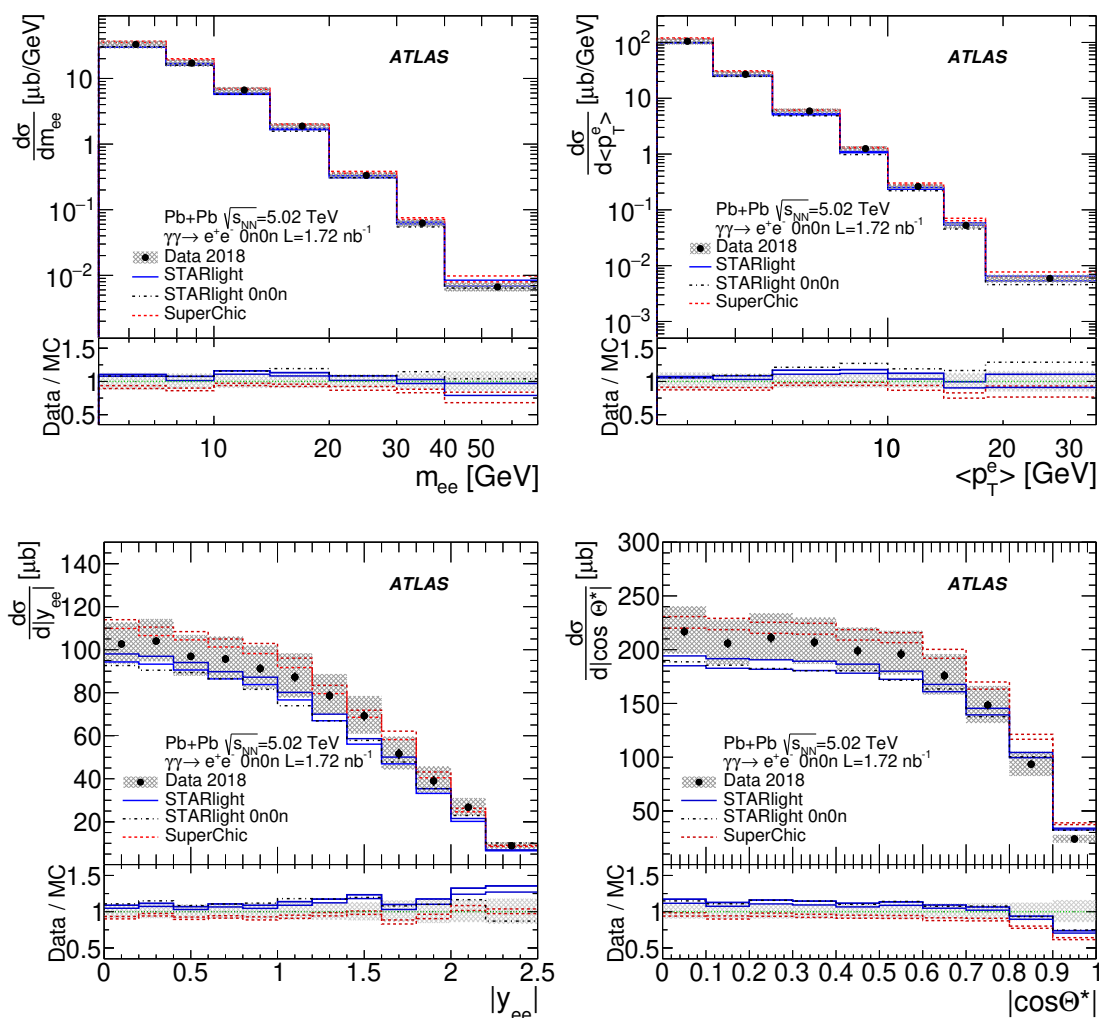 dσ/dm_ee [μb/GeV]
10
1
10⁻¹
10⁻²
ATLAS
Pb+Pb √s_NN=5.02 TeV
γγ→ e⁺e⁻ 0n0n L=1.72 nb⁻¹
Data 2018
STARlight
STARlight 0n0n
SuperChic
Data / MC
1.5
1
0.5
10 20 30 40 50
m_ee [GeV]
dσ/d<p_T^e> [μb/GeV]
10²
10
1
10⁻¹
10⁻²
10⁻³
ATLAS
Pb+Pb √s_NN=5.02 TeV
γγ→ e⁺e⁻ 0n0n L=1.72 nb⁻¹
Data 2018
STARlight
STARlight 0n0n
SuperChic
Data / MC
1.5
1
0.5
10 20 30
<p_T^e> [GeV]
dσ/d|y_ee| [μb]
140
120
100
80
60
40
20
ATLAS
Pb+Pb √s_NN=5.02 TeV
γγ→ e⁺e⁻ 0n0n L=1.72 nb⁻¹
Data 2018
STARlight
STARlight 0n0n
SuperChic
Data / MC
1.5
1
0.5
0 0.5 1 1.5 2 2.5
|y_ee|
dσ/d|cos Θ*| [μb]
300
250
200
150
100
50
ATLAS
Pb+Pb √s_NN=5.02 TeV
γγ→ e⁺e⁻ 0n0n L=1.72 nb⁻¹
Data 2018
STARlight
STARlight 0n0n
SuperChic
Data / MC
1.5
1
0.5
0 0.1 0.2 0.3 0.4 0.5 0.6 0.7 0.8 0.9 1
|cosΘ*|